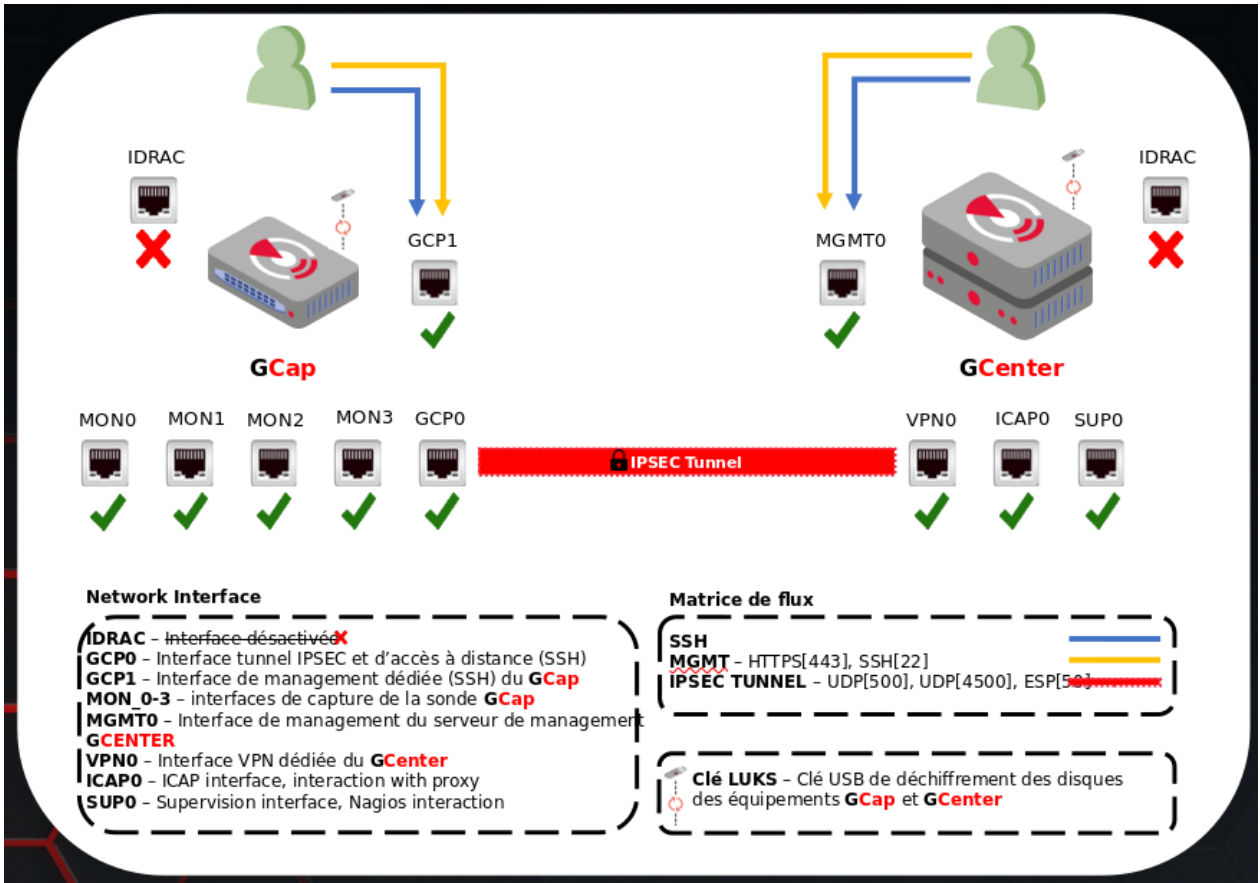 IDRAC
IDRAC
GCP1
MGMT0
GCap
GCenter
MON0 MON1 MON2 MON3 GCP0
VPN0 ICAP0 SUP0
IPSEC Tunnel
Network Interface
IDRAC – Interface désactivée
GCP0 – Interface tunnel IPSEC et d'accès à distance (SSH)
GCP1 – Interface de management dédiée (SSH) du GCap
MON_0-3 – interfaces de capture de la sonde GCap
MGMT0 – Interface de management du serveur de management
GCENTER
VPN0 – Interface VPN dédiée du GCenter
ICAP0 – ICAP interface, interaction with proxy
SUP0 – Supervision interface, Nagios interaction
Matrice de flux
SSH
MGMT – HTTPS[443], SSH[22]
IPSEC TUNNEL – UDP[500], UDP[4500], ESP[50]
Clé LUKS – Clé USB de déchiffrement des disques
des équipements GCap et GCenter